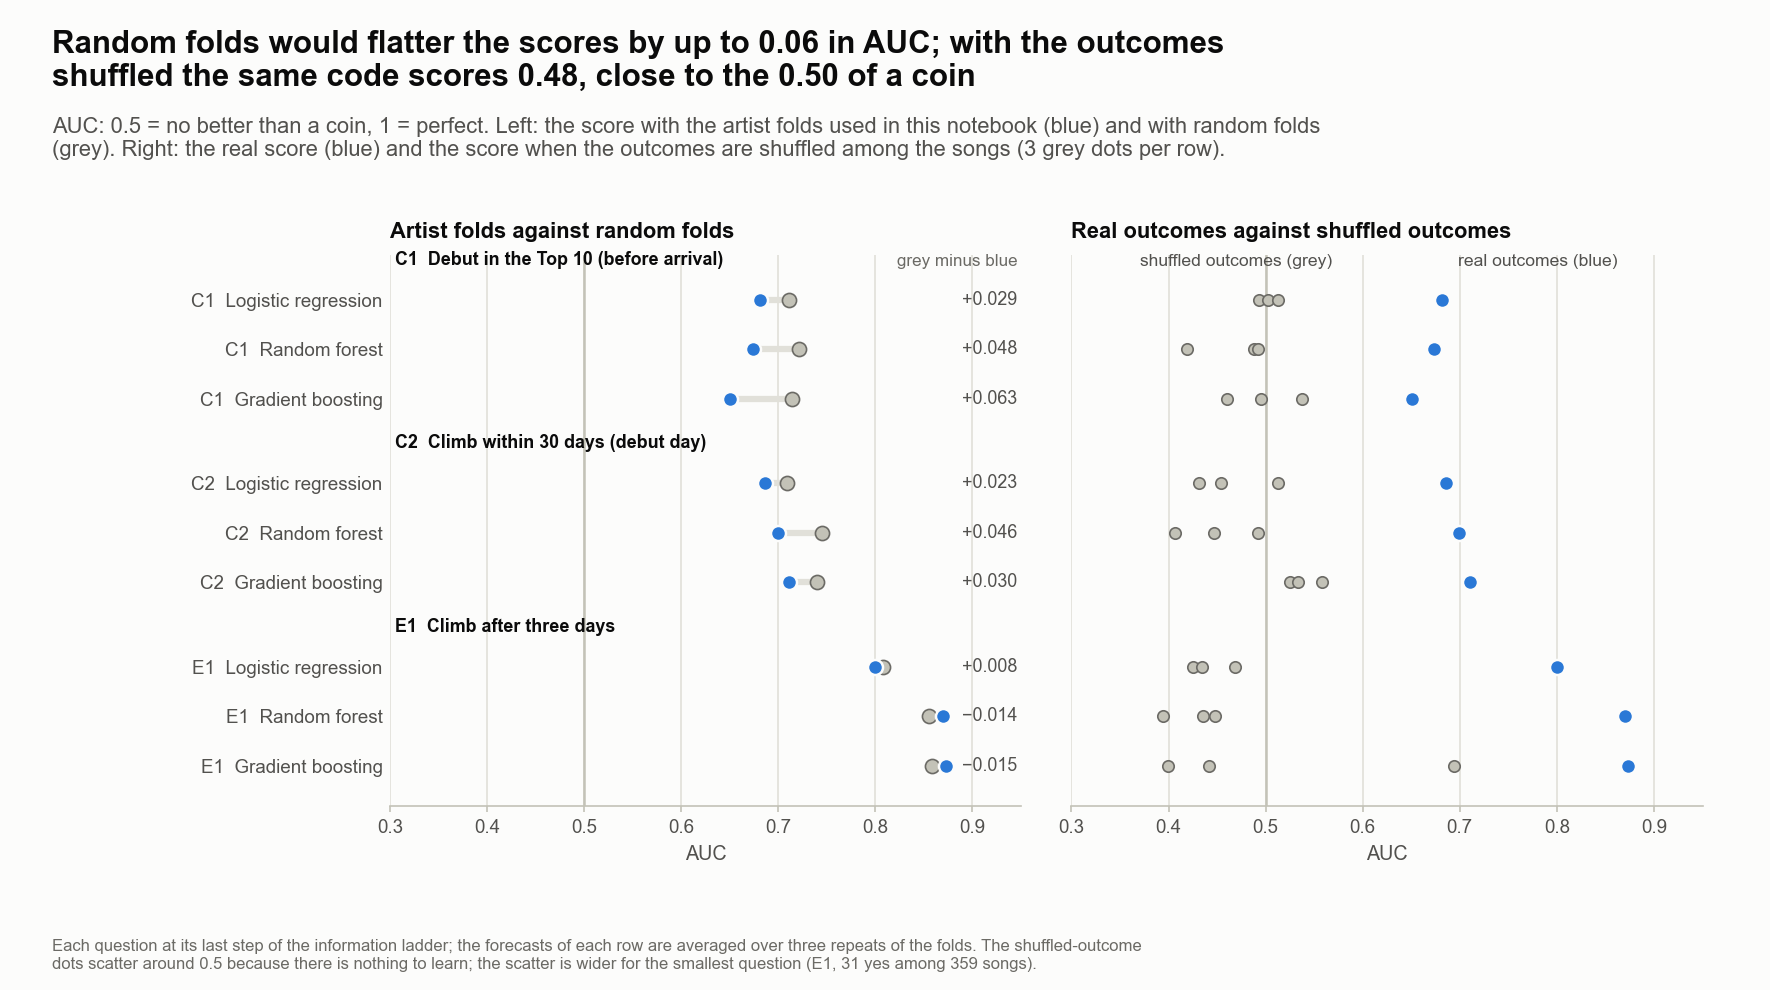 Random folds would flatter the scores by up to 0.06 in AUC; with the outcomes
shuffled the same code scores 0.48, close to the 0.50 of a coin
AUC: 0.5 = no better than a coin, 1 = perfect. Left: the score with the artist folds used in this notebook (blue) and with random folds
(grey). Right: the real score (blue) and the score when the outcomes are shuffled among the songs (3 grey dots per row).
Artist folds against random folds
C1  Debut in the Top 10 (before arrival)
grey minus blue
C1  Logistic regression
+0.029
C1  Random forest
+0.048
C1  Gradient boosting
+0.063
C2  Climb within 30 days (debut day)
C2  Logistic regression
+0.023
C2  Random forest
+0.046
C2  Gradient boosting
+0.030
E1  Climb after three days
E1  Logistic regression
+0.008
E1  Random forest
−0.014
E1  Gradient boosting
−0.015
0.3 0.4 0.5 0.6 0.7 0.8 0.9
AUC
Real outcomes against shuffled outcomes
shuffled outcomes (grey)
real outcomes (blue)
0.3 0.4 0.5 0.6 0.7 0.8 0.9
AUC
Each question at its last step of the information ladder; the forecasts of each row are averaged over three repeats of the folds. The shuffled-outcome
dots scatter around 0.5 because there is nothing to learn; the scatter is wider for the smallest question (E1, 31 yes among 359 songs).